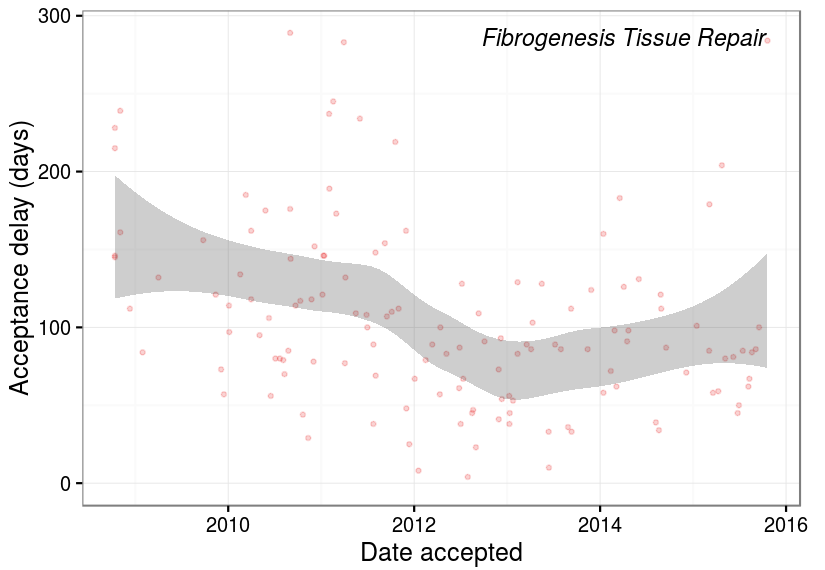 Fibrogenesis Tissue Repair
300
200
100
0
Acceptance delay (days)
2010 2012 2014 2016
Date accepted